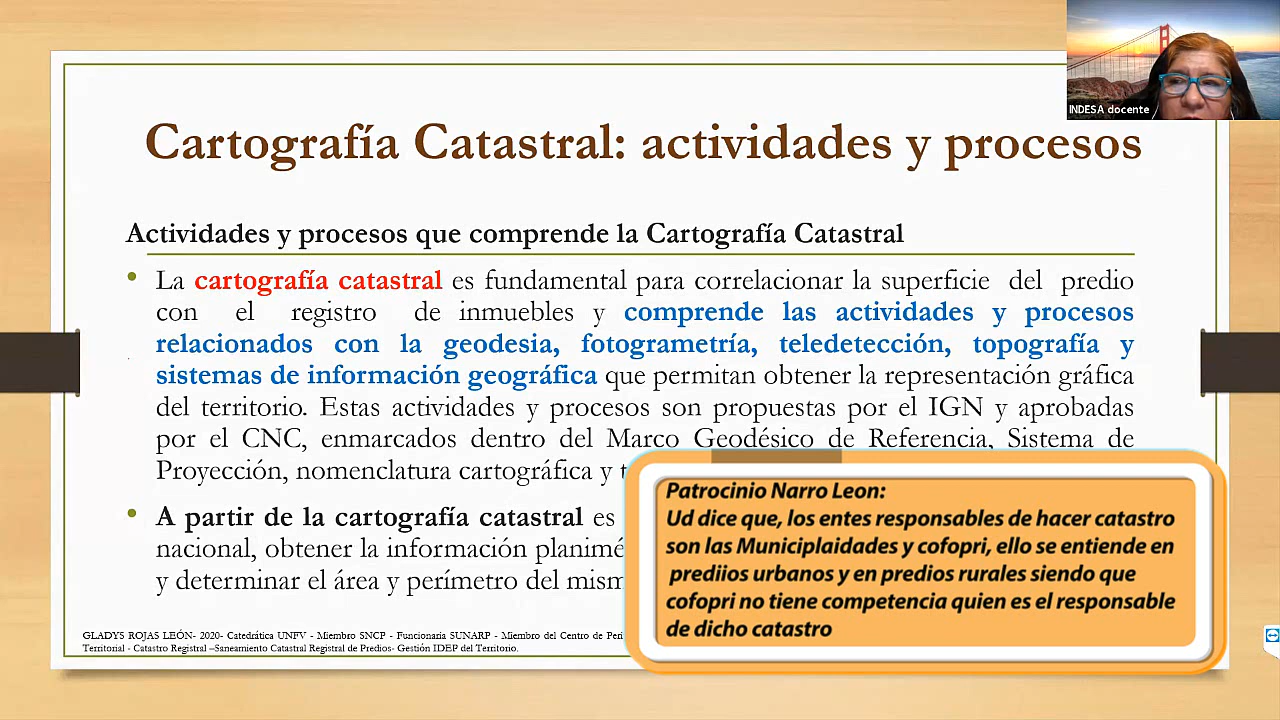 INDESA docente
Cartografía Catastral: actividades y procesos
Actividades y procesos que comprende la Cartografía Catastral
• La cartografía catastral es fundamental para correlacionar la superficie del predio
con el registro de inmuebles y comprende las actividades y procesos
relacionados con la geodesia, fotogrametría, teledetección, topografía y
sistemas de información geográfica que permitan obtener la representación gráfica
del territorio. Estas actividades y procesos son propuestas por el IGN y aprobadas
por el CNC, enmarcados dentro del Marco Geodésico de Referencia, Sistema de
Proyección, nomenclatura cartográfica y
• A partir de la cartografía catastral es
nacional, obtener la información
y determinar el área y perímetro del
Patrocinio Narro Leon:
Ud dice que, los entes responsables de hacer catastro
son las Municiplaidades y cofopri, ello se entiende en
prediios urbanos y en predios rurales siendo que
cofopri no tiene competencia quien es el responsable
de dicho catastro
GLADYS ROJAS LEÓN- 2020- Catedrática UNFV - Miembro SNCP - Funcionaria SUNARP - Miembro del Centro de
Territorial - Catastro Registral –Saneamiento Catastral Registral de Predios- Gestión IDEP del Territorio.